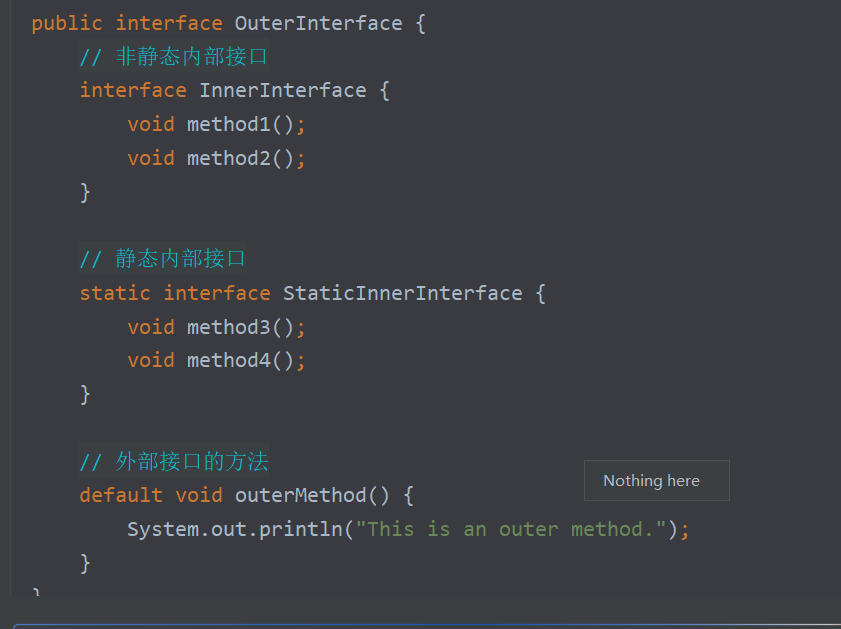 public interface OuterInterface {
// 非静态内部接口
interface InnerInterface {
void method1();
void method2();
}
// 静态内部接口
static interface StaticInnerInterface {
void method3();
void method4();
}
// 外部接口的方法
default void outerMethod() {
Nothing here
System.out.println("This is an outer method.");
}
}